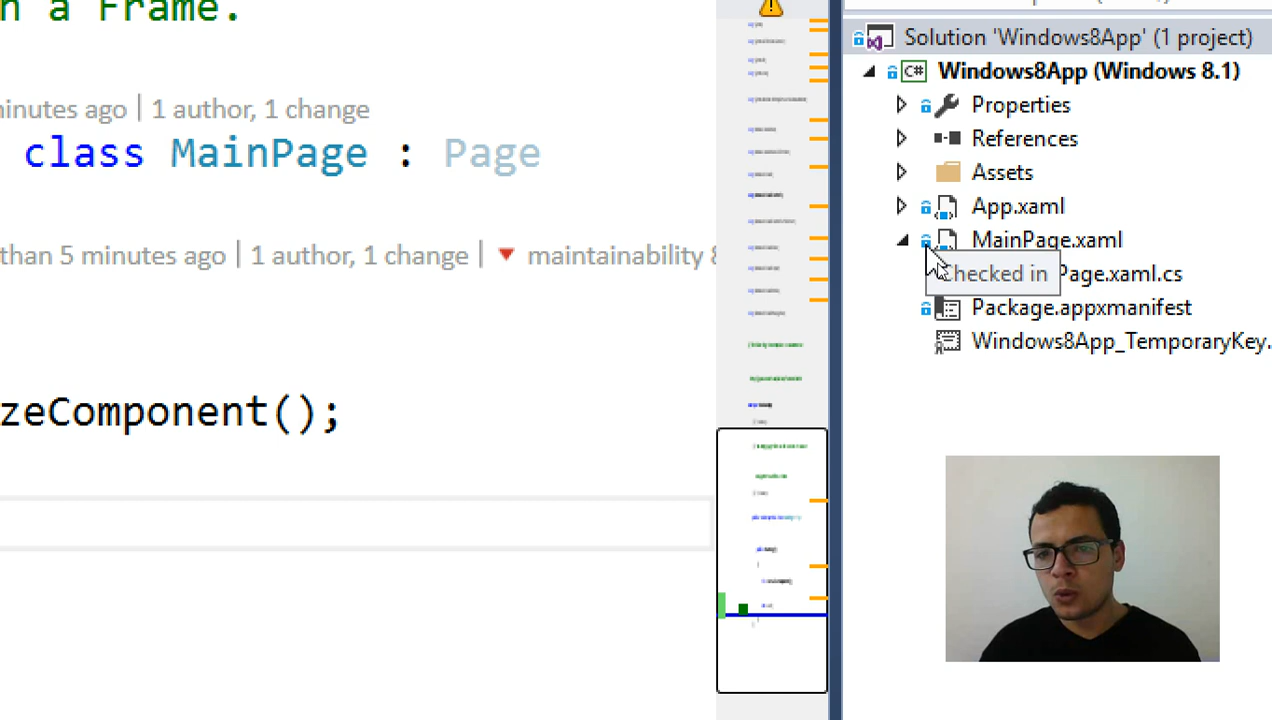 n a Frame.
minutes ago | 1 author, 1 change
class MainPage : Page
than 5 minutes ago | 1 author, 1 change | maintainability
zeComponent();
Solution 'Windows8App' (1 project)
C# Windows8App (Windows 8.1)
Properties
References
Assets
App.xaml
MainPage.xaml
Checked in Page.xaml.cs
Package.appxmanifest
Windows8App_TemporaryKey.